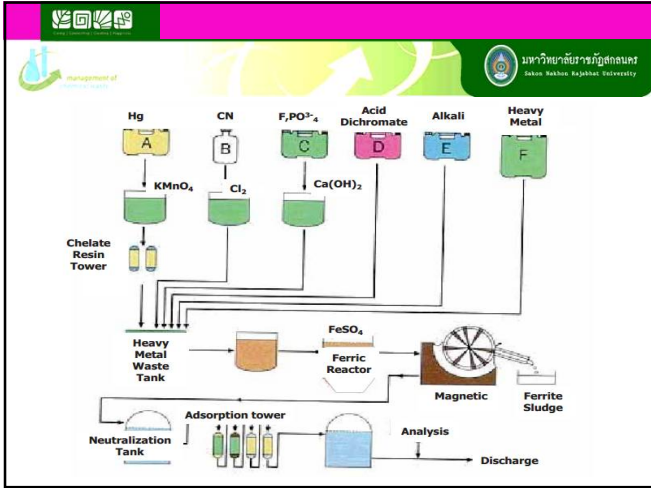 มหาวิทยาลัยราชภัฏสกลนคร
Sakon Nakhon Rajabhat University
management of
Hg
CN
F,PO³⁻4
Acid
Dichromate
Alkali
Heavy
Metal
A
B
C
D
E
F
KMnO₄
Cl₂
Ca(OH)₂
Chelate
Resin
Tower
Heavy
Metal
Waste
Tank
FeSO₄
Ferric
Reactor
Magnetic
Ferrite
Sludge
Neutralization
Tank
Adsorption tower
Analysis
Discharge